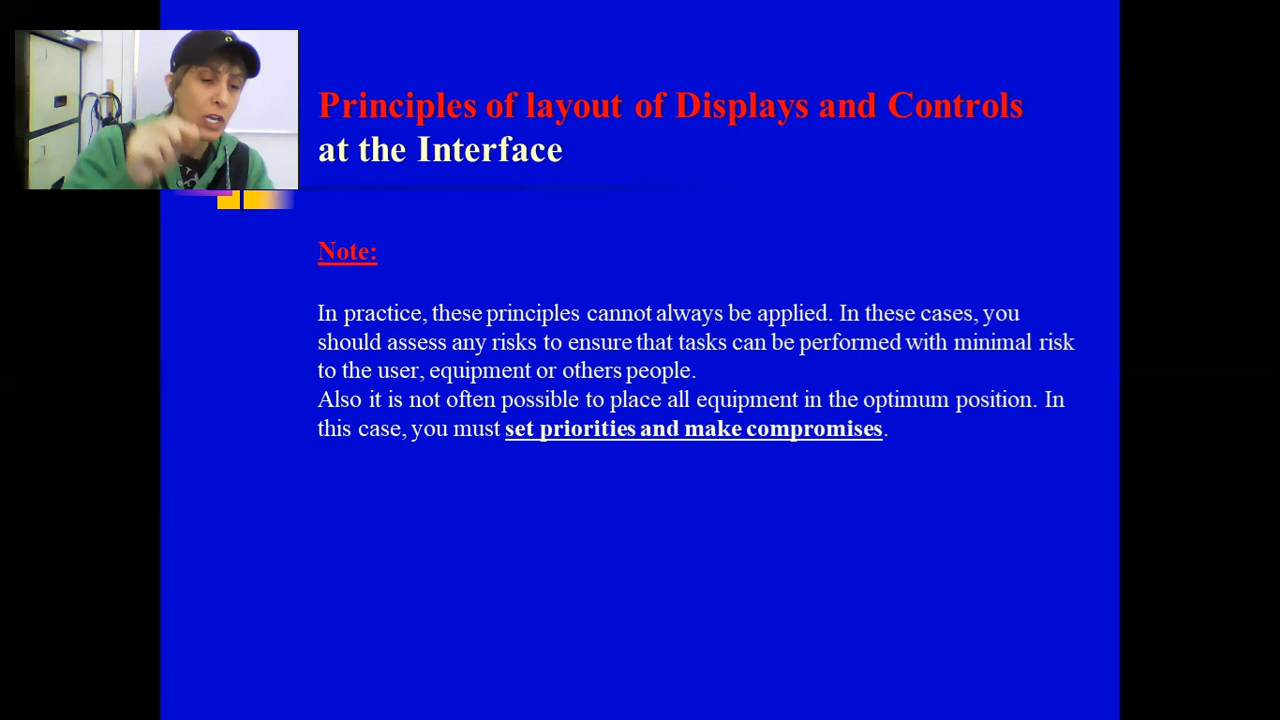 Principles of layout of Displays and Controls
at the Interface
Note:
In practice, these principles cannot always be applied. In these cases, you
should assess any risks to ensure that tasks can be performed with minimal risk
to the user, equipment or others people.
Also it is not often possible to place all equipment in the optimum position. In
this case, you must set priorities and make compromises.